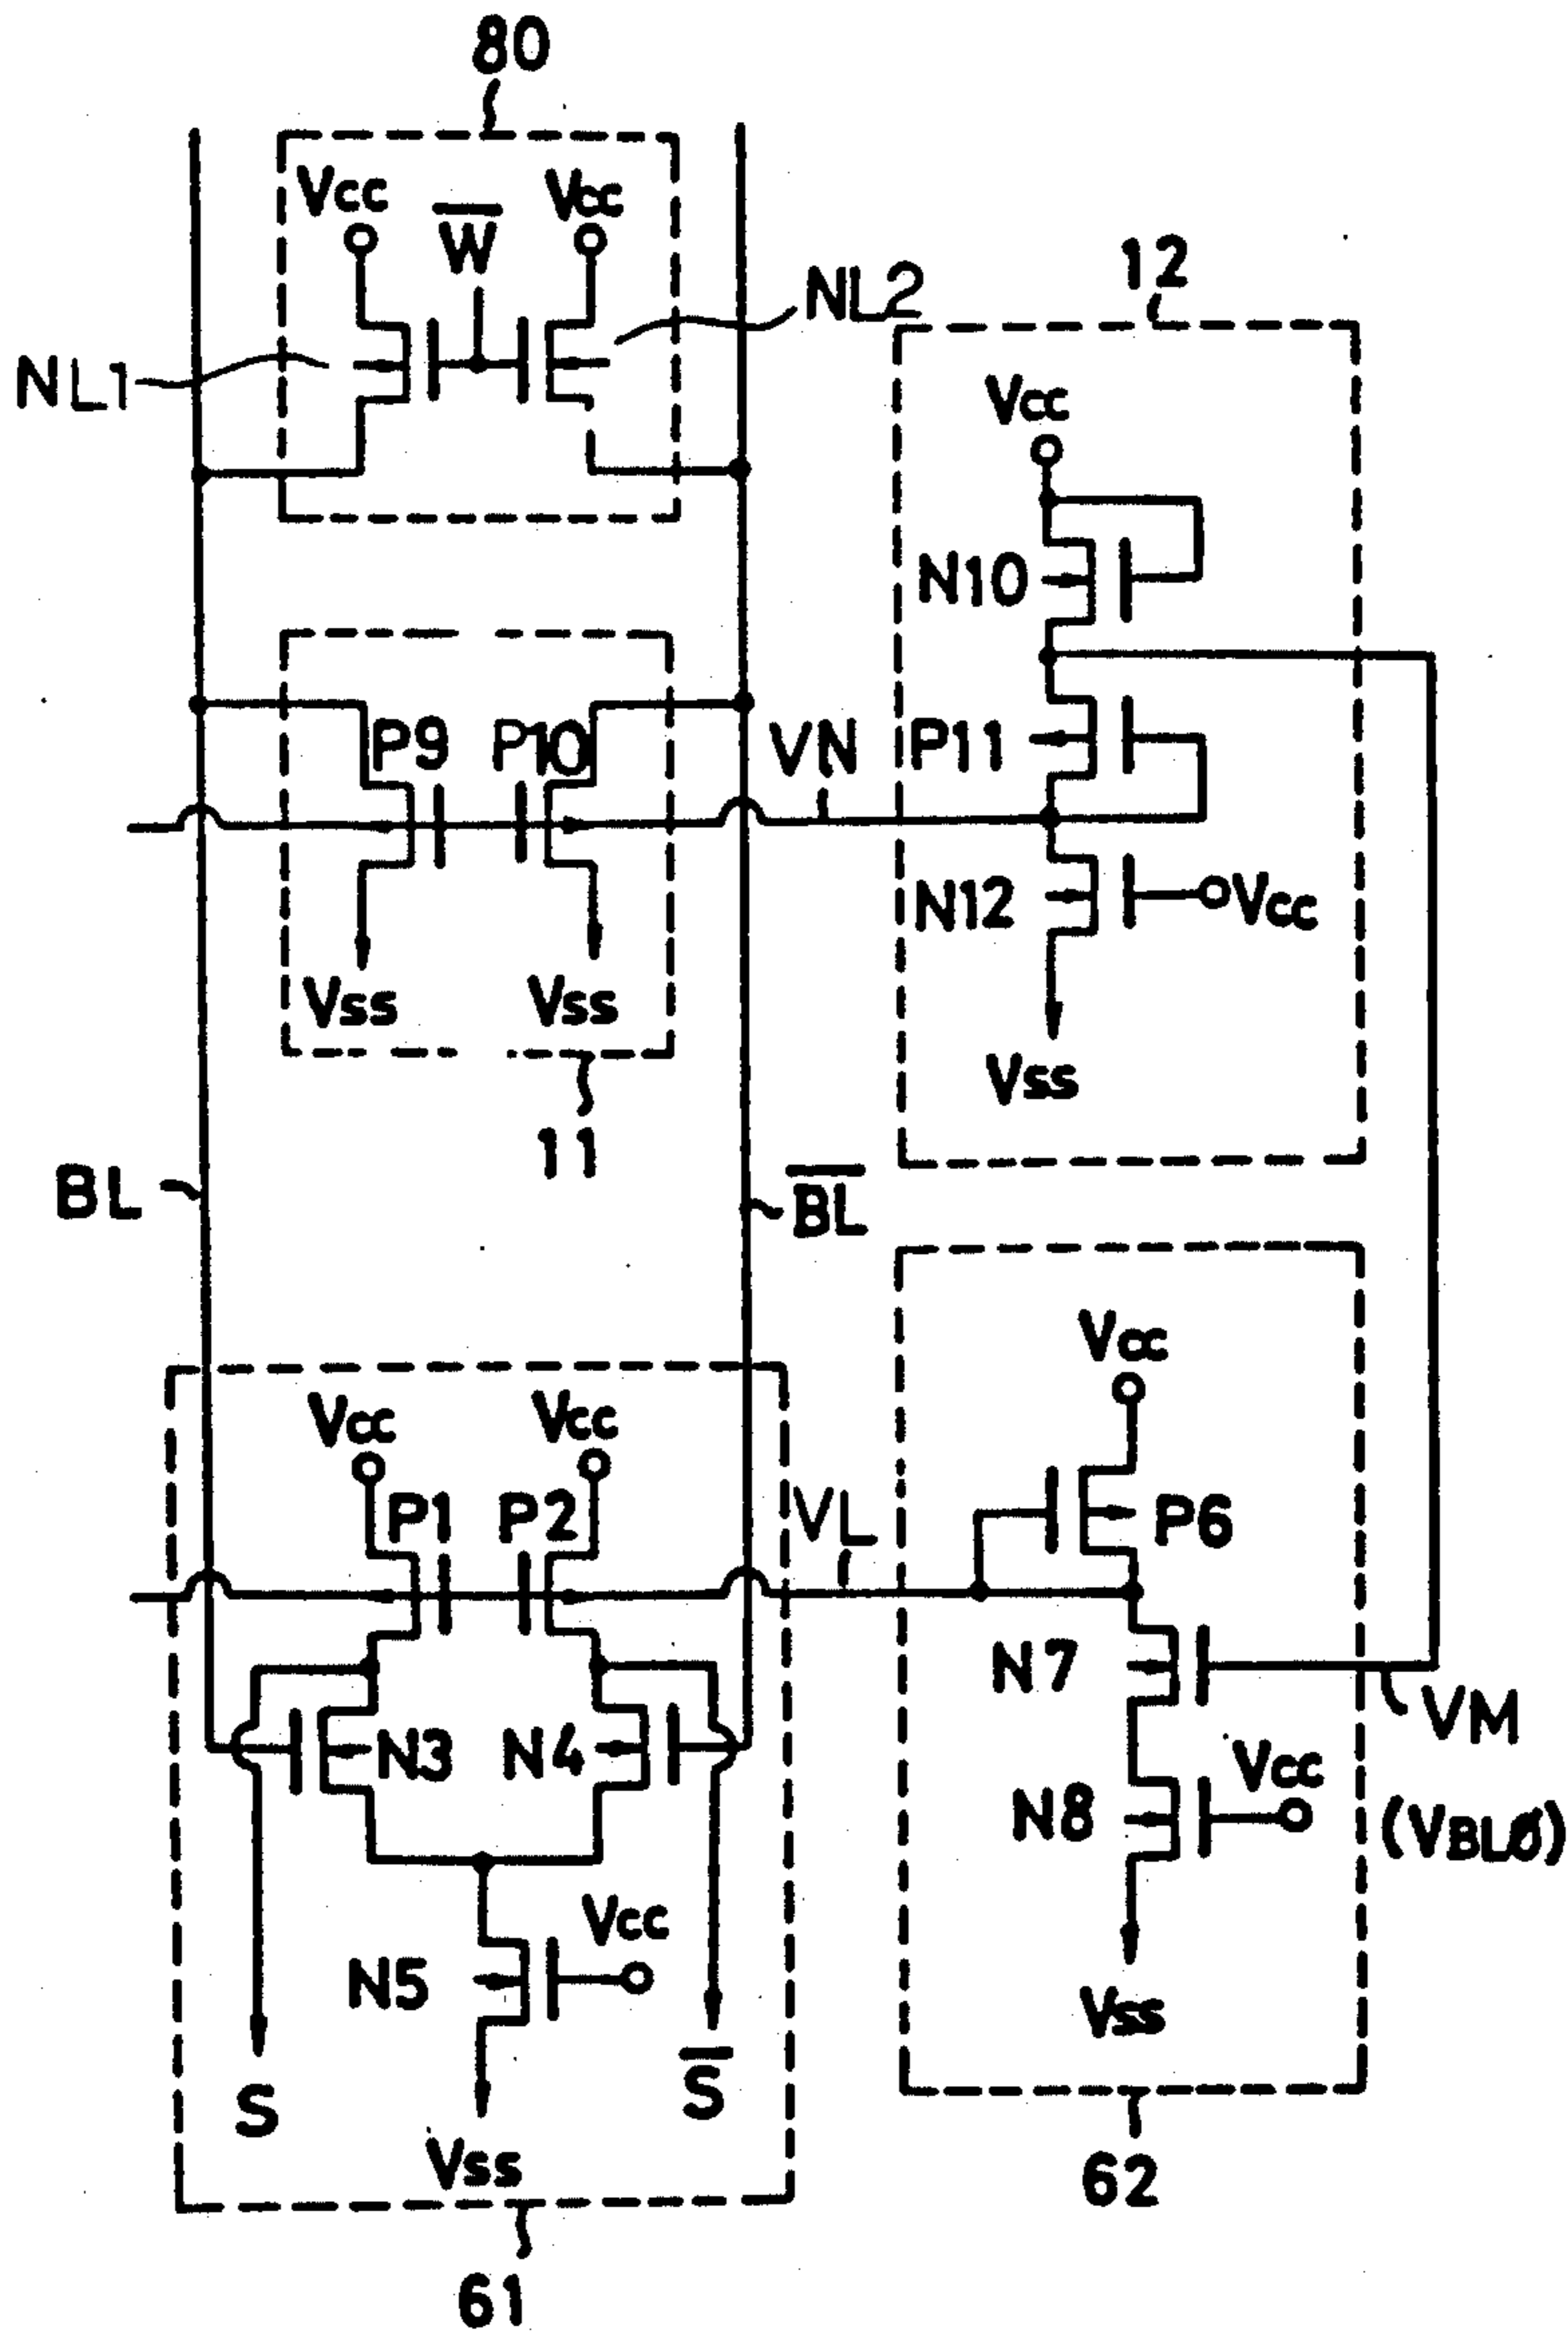 80
Vcc
W̅
Vcc
NL1
NL2
12
Vcc
N10
P9
P10
VN
P11
N12
Vcc
Vss
Vss
Vss
11
BL
B̅L̅
Vcc
Vcc
Vcc
P1
P2
VL
P6
N7
VM
N3
N4
Vcc
N8
(VBLØ)
Vcc
N5
Vss
S
S̅
Vss
62
61